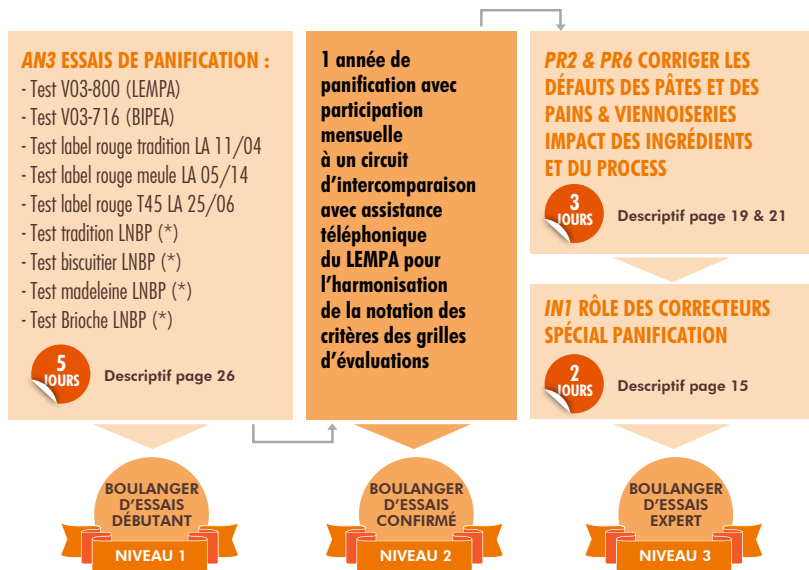 AN3 ESSAIS DE PANIFICATION :
- Test V03-800 (LEMPA)
- Test V03-716 (BIPEA)
- Test label rouge tradition LA 11/04
- Test label rouge meule LA 05/14
- Test label rouge T45 LA 25/06
- Test tradition LNBP (*)
- Test biscuitier LNBP (*)
- Test madeleine LNBP (*)
- Test Brioche LNBP (*)
5
JOURS
Descriptif page 26
BOULANGER
D'ESSAIS
DÉBUTANT
NIVEAU 1
1 année de
panification avec
participation
mensuelle
à un circuit
d'intercomparaison
avec assistance
téléphonique
du LEMPA pour
l'harmonisation
de la notation des
critères des grilles
d'évaluations
BOULANGER
D'ESSAIS
CONFIRMÉ
NIVEAU 2
PR2 & PR6 CORRIGER LES
DÉFAUTS DES PÂTES ET DES
PAINS & VIENNOISERIES
IMPACT DES INGRÉDIENTS
ET DU PROCESS
3
JOURS
Descriptif page 19 & 21
IN1 RÔLE DES CORRECTEURS
SPÉCIAL PANIFICATION
2
JOURS
Descriptif page 15
BOULANGER
D'ESSAIS
EXPERT
NIVEAU 3